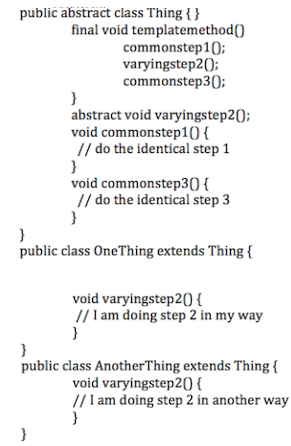 public abstract class Thing { }
final void templatemethod()
commonstep1();
varyingstep2();
commonstep3();
}
abstract void varyingstep2();
void commonstep1() {
// do the identical step 1
}
void commonstep3() {
// do the identical step 3
}
}
public class OneThing extends Thing {
void varyingstep2() {
// I am doing step 2 in my way
}
}
public class AnotherThing extends Thing {
void varyingstep2() {
// I am doing step 2 in another way
}
}